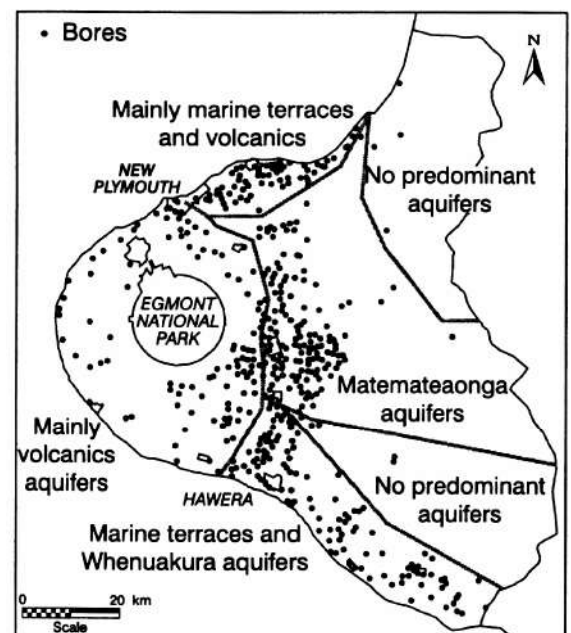 • Bores
N
Mainly marine terraces
and volcanics
NEW
PLYMOUTH
No predominant
aquifers
EGMONT
NATIONAL
PARK
Matemateaonga
aquifers
Mainly
volcanics
aquifers
No predominant
aquifers
HAWERA
Marine terraces and
Whenuakura aquifers
0 20 km
Scale